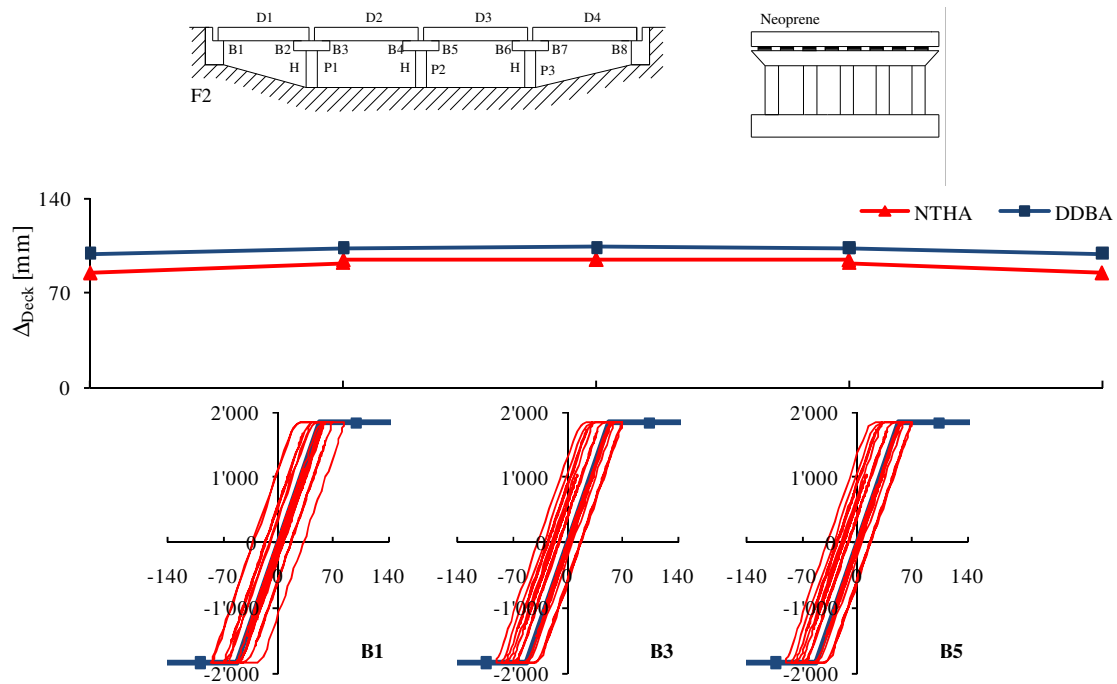 D1 D2 D3 D4
B1 B2 B3 B4 B5 B6 B7 B8
H P1 H P2 H P3
F2
Neoprene
140
70
0
ΔDeck [mm]
NTHA DDBA
2'000 2'000 2'000
1'000 1'000 1'000
0 0 0
-140 -70 0 70 140 -140 -70 0 70 140 -140 -70 0 70 140
-1'000 -1'000 -1'000
B1 B3 B5
-2'000 -2'000 -2'000